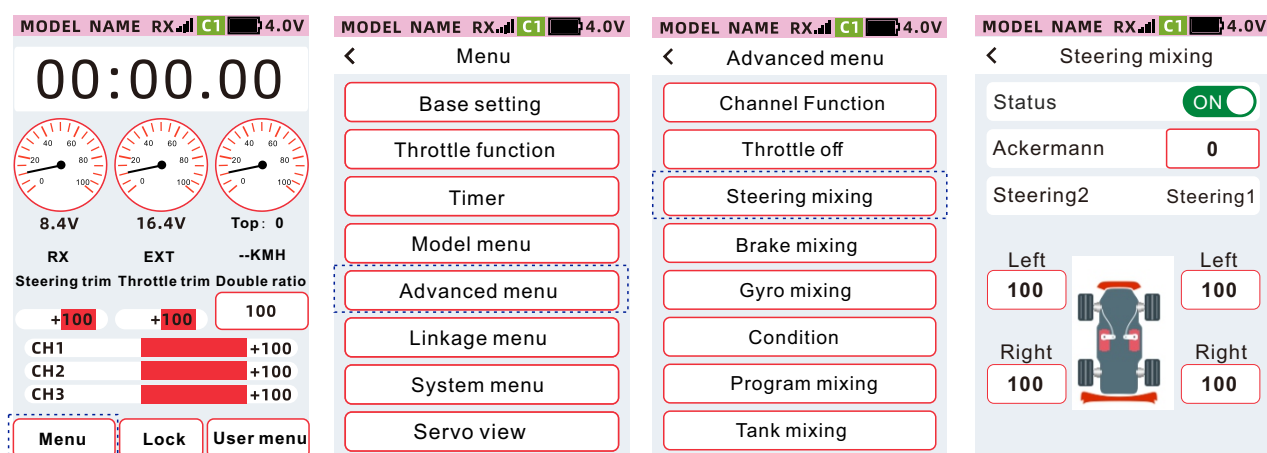 MODEL NAME RX C1 4.0V
00:00.00
0 20 40 60 80 100
0 20 40 60 80 100
0 20 40 60 80 100
8.4V 16.4V Top: 0
RX EXT --KMH
Steering trim Throttle trim Double ratio
+100 +100 100
CH1 +100
CH2 +100
CH3 +100
Menu Lock User menu
MODEL NAME RX C1 4.0V
< Menu
Base setting
Throttle function
Timer
Model menu
Advanced menu
Linkage menu
System menu
Servo view
MODEL NAME RX C1 4.0V
< Advanced menu
Channel Function
Throttle off
Steering mixing
Brake mixing
Gyro mixing
Condition
Program mixing
Tank mixing
MODEL NAME RX C1 4.0V
< Steering mixing
Status ON
Ackermann 0
Steering2 Steering1
Left Left
100 100
Right Right
100 100